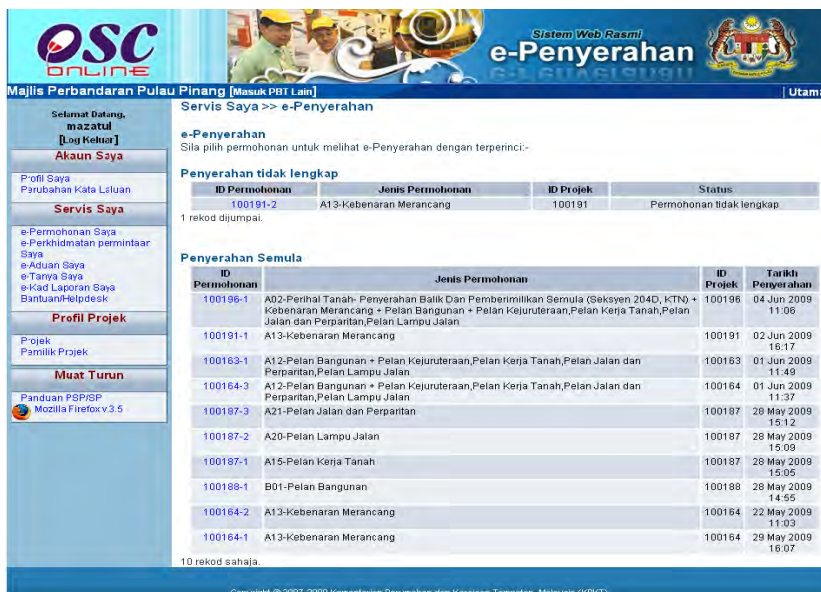 OSC
ONLINE
Sistem Web Rasmi
e-Penyerahan
Majlis Perbandaran Pulau Pinang [Masuk PBT Lain]
| Utama
Selamat Datang,
mazatul
[Log Keluar]
Akaun Saya
Profil Saya
Perubahan Kata Laluan
Servis Saya
e-Permohonan Saya
e-Perkhidmatan permintaan
Saya
e-Aduan Saya
e-Tanya Saya
e-Kad Laporan Saya
Bantuan/Helpdesk
Profil Projek
Projek
Pemilik Projek
Muat Turun
Panduan PSP/SP
Mozilla Firefox v.3.5
Servis Saya >> e-Penyerahan
e-Penyerahan
Sila pilih permohonan untuk melihat e-Penyerahan dengan terperinci:-
Penyerahan tidak lengkap
ID Permohonan Jenis Permohonan ID Projek Status
100191-2 A13-Kebenaran Merancang 100191 Permohonan tidak lengkap
1 rekod dijumpai.
Penyerahan Semula
ID Permohonan Jenis Permohonan ID Projek Tarikh Penyerahan
100196-1 A02-Perihal Tanah- Penyerahan Balik Dan Pemberimilikan Semula (Seksyen 204D, KTN) + 100196 04 Jun 2009
Kebenaran Merancang + Pelan Bangunan + Pelan Kejuruteraan,Pelan Kerja Tanah,Pelan 11:06
Jalan dan Perparitan,Pelan Lampu Jalan
100191-1 A13-Kebenaran Merancang 100191 02 Jun 2009
16:17
100163-1 A12-Pelan Bangunan + Pelan Kejuruteraan,Pelan Kerja Tanah,Pelan Jalan dan 100163 01 Jun 2009
Perparitan,Pelan Lampu Jalan 11:49
100164-3 A12-Pelan Bangunan + Pelan Kejuruteraan,Pelan Kerja Tanah,Pelan Jalan dan 100164 01 Jun 2009
Perparitan,Pelan Lampu Jalan 11:37
100187-3 A21-Pelan Jalan dan Perparitan 100187 28 May 2009
15:12
100187-2 A20-Pelan Lampu Jalan 100187 28 May 2009
15:09
100187-1 A15-Pelan Kerja Tanah 100187 28 May 2009
15:05
100188-1 B01-Pelan Bangunan 100188 28 May 2009
14:55
100164-2 A13-Kebenaran Merancang 100164 22 May 2009
11:03
100164-1 A13-Kebenaran Merancang 100164 29 May 2009
16:07
10 rekod sahaja.